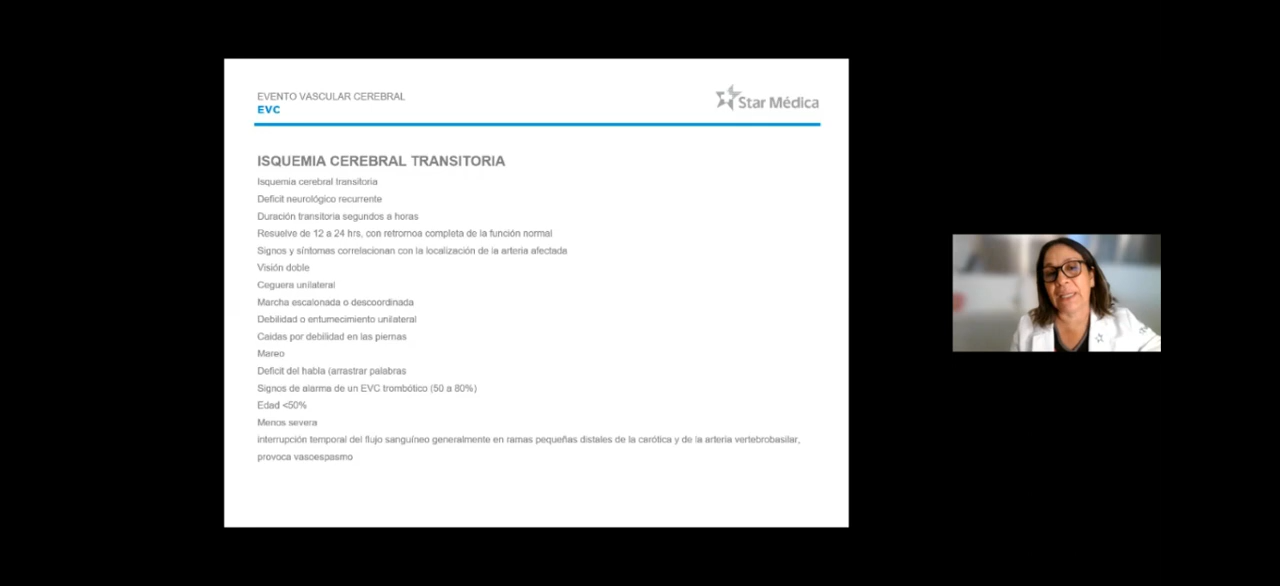 EVENTO VASCULAR CEREBRAL
EVC
Star Médica
ISQUEMIA CEREBRAL TRANSITORIA
Isquemia cerebral transitoria
Deficit neurológico recurrente
Duración transitoria segundos a horas
Resuelve de 12 a 24 hrs, con retrornoa completa de la función normal
Signos y síntomas correlacionan con la localización de la arteria afectada
Visión doble
Ceguera unilateral
Marcha escalonada o descoordinada
Debilidad o entumecimiento unilateral
Caidas por debilidad en las piernas
Mareo
Deficit del habla (arrastrar palabras
Signos de alarma de un EVC trombótico (50 a 80%)
Edad <50%
Menos severa
interrupción temporal del flujo sanguíneo generalmente en ramas pequeñas distales de la carótica y de la arteria vertebrobasilar,
provoca vasoespasmo